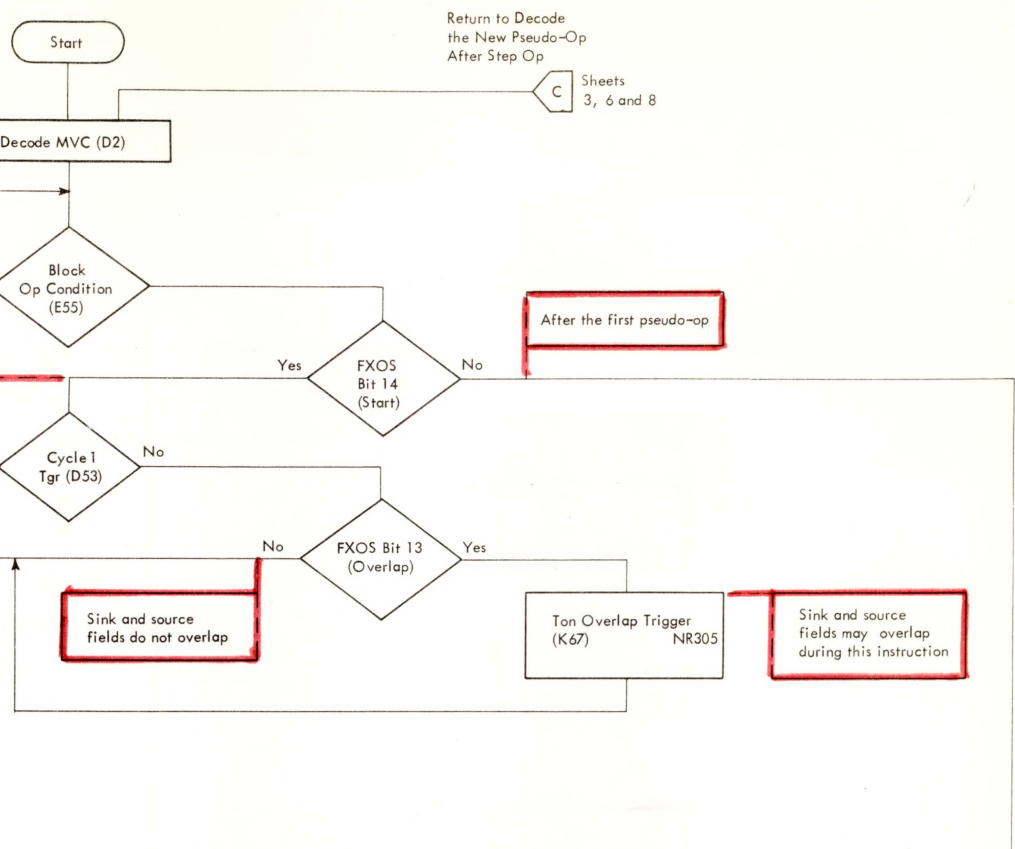 Return to Decode
the New Pseudo-Op
After Step Op
Start
C
Sheets
3, 6 and 8
Decode MVC (D2)
Block
Op Condition
(E55)
After the first pseudo-op
Yes
FXOS
Bit 14
(Start)
No
Cycle 1
Tgr (D53)
No
No
FXOS Bit 13
(Overlap)
Yes
Sink and source
fields do not overlap
Ton Overlap Trigger
(K67) NR305
Sink and source
fields may overlap
during this instruction